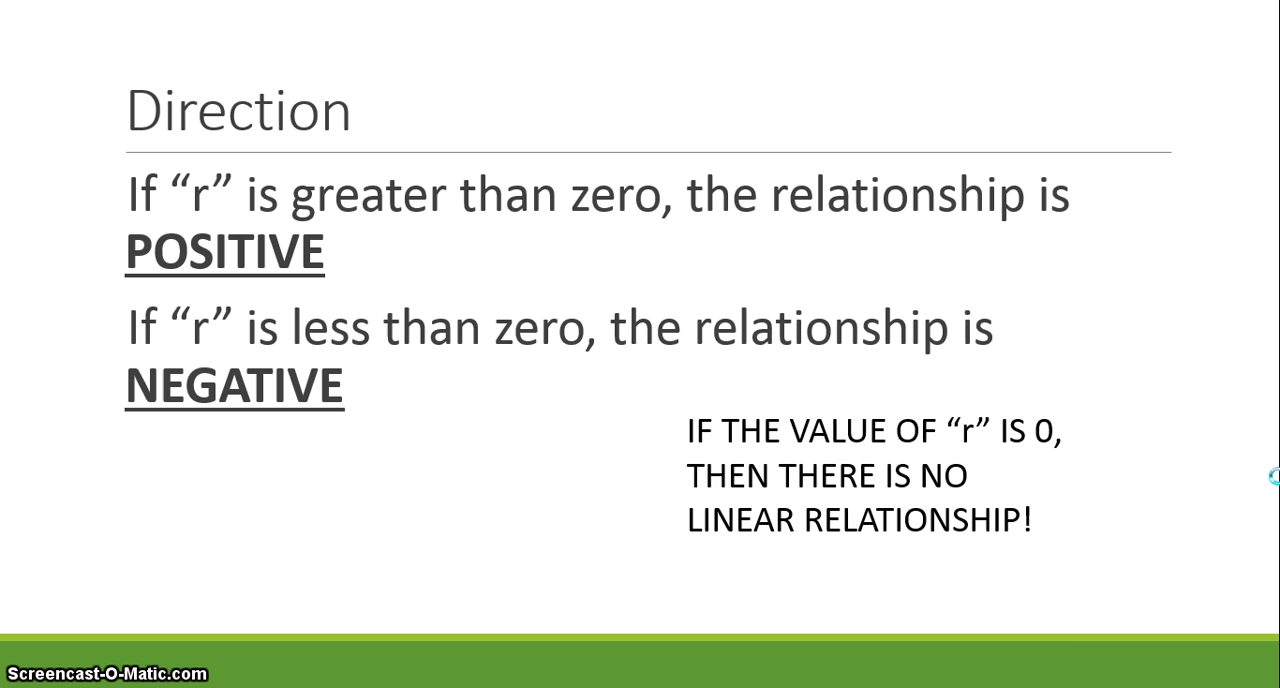 Direction
If “r” is greater than zero, the relationship is
POSITIVE
If “r” is less than zero, the relationship is
NEGATIVE
IF THE VALUE OF “r” IS 0,
THEN THERE IS NO
LINEAR RELATIONSHIP!
Screencast-O-Matic.com